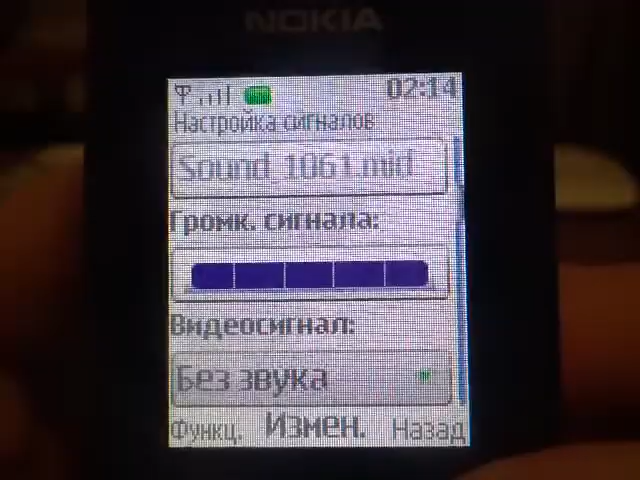 NOKIA
02:14
Настройка сигналов
Sound_1061.mid
Громк. сигнала:
Видеосигнал:
Без звука
Функц. Измен. Назад